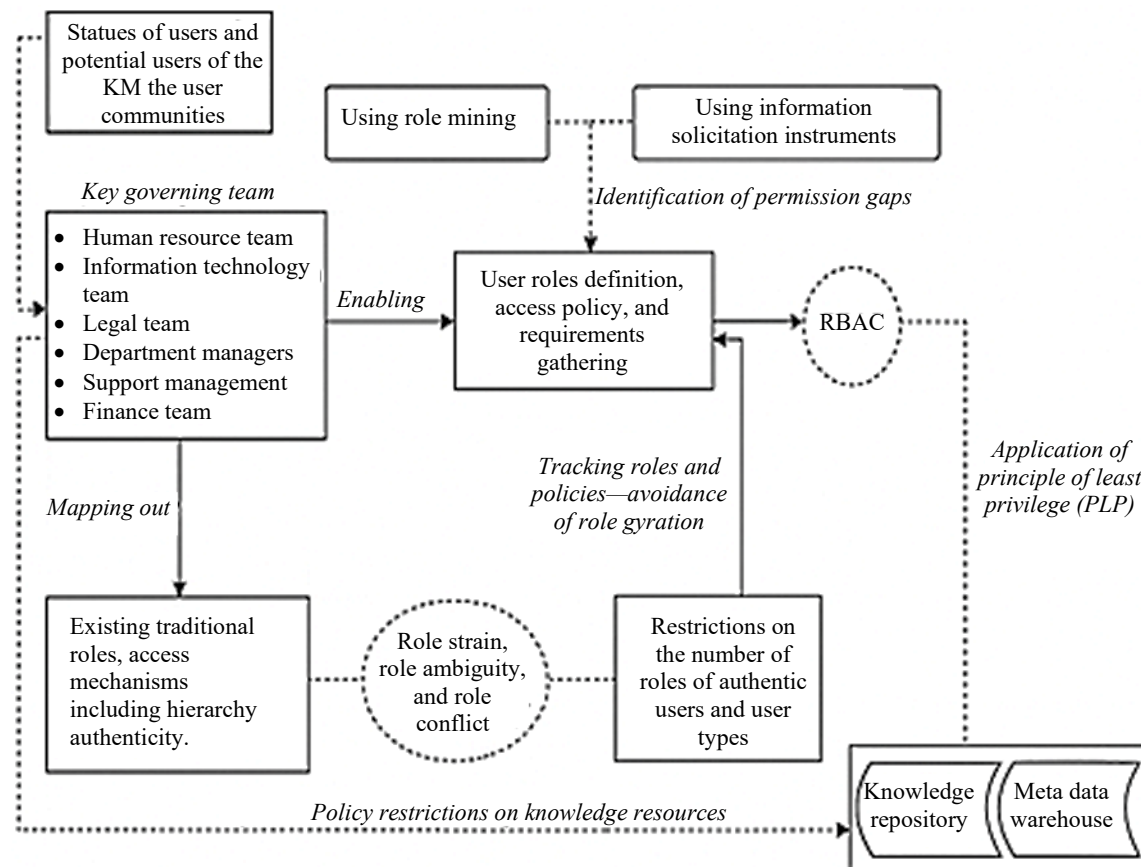 Statues of users and
potential users of the
KM the user
communities
Using role mining
Using information
solicitation instruments
Key governing team
Identification of permission gaps
• Human resource team
• Information technology
team
• Legal team
• Department managers
• Support management
• Finance team
Enabling
User roles definition,
access policy, and
requirements
gathering
RBAC
Mapping out
Tracking roles and
policies—avoidance
of role gyration
Application of
principle of least
privilege (PLP)
Existing traditional
roles, access
mechanisms
including hierarchy
authenticity.
Role strain,
role ambiguity,
and role
conflict
Restrictions on
the number of
roles of authentic
users and user
types
Policy restrictions on knowledge resources
Knowledge
repository
Meta data
warehouse